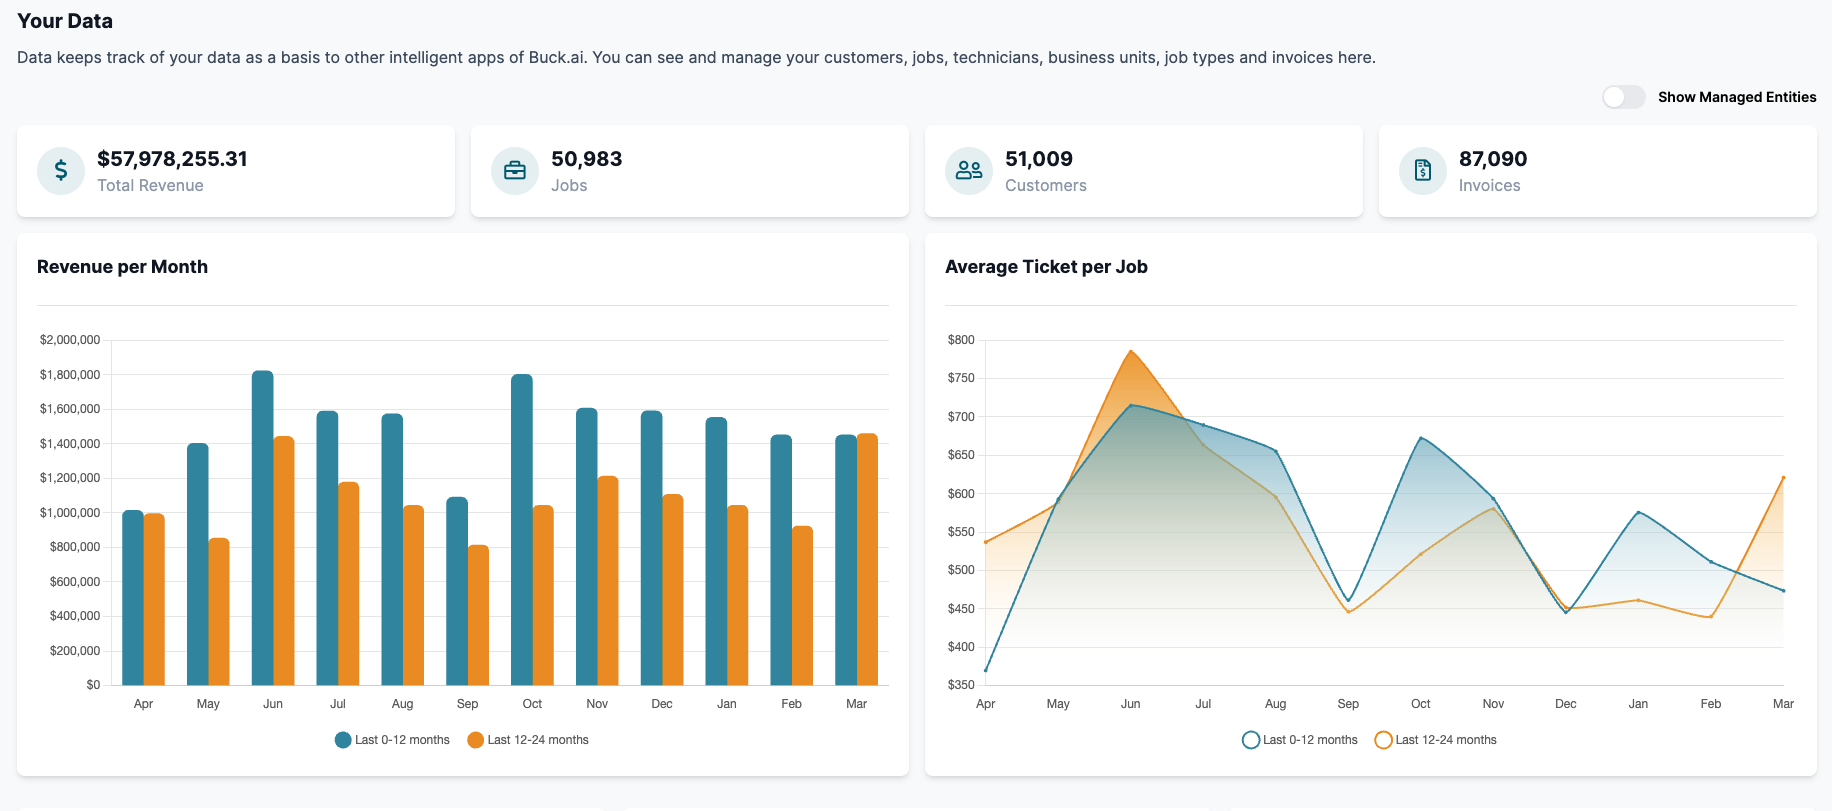 Your Data
Data keeps track of your data as a basis to other intelligent apps of Buck.ai. You can see and manage your customers, jobs, technicians, business units, job types and invoices here.
Show Managed Entities
$57,978,255.31
Total Revenue
50,983
Jobs
51,009
Customers
87,090
Invoices
Revenue per Month
$2,000,000
$1,800,000
$1,600,000
$1,400,000
$1,200,000
$1,000,000
$800,000
$600,000
$400,000
$200,000
$0
Apr May Jun Jul Aug Sep Oct Nov Dec Jan Feb Mar
Last 0-12 months Last 12-24 months
Average Ticket per Job
$800
$750
$700
$650
$600
$550
$500
$450
$400
$350
Apr May Jun Jul Aug Sep Oct Nov Dec Jan Feb Mar
Last 0-12 months Last 12-24 months